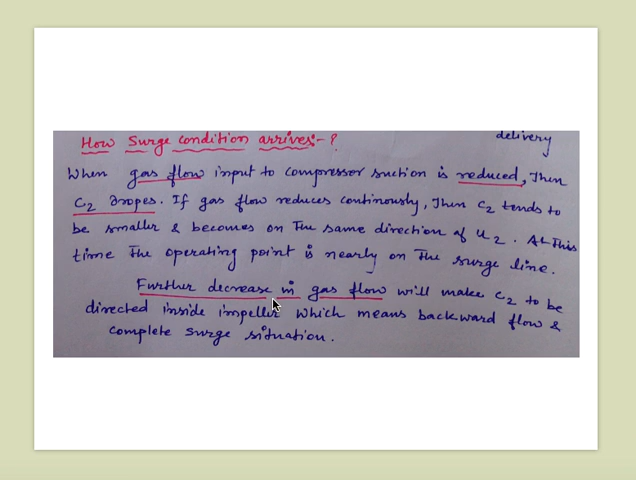 How Surge condition arrives:- ?
delivery
When gas flow input to compressor suction is reduced, Then
C2 dropes. If gas flow reduces continously, Then C2 tends to
be smaller & becomes on The same direction of U2. At This
time The operating point is nearly on The surge line.
Further decrease in gas flow will make C2 to be
directed inside impeller which means backward flow &
complete surge situation.